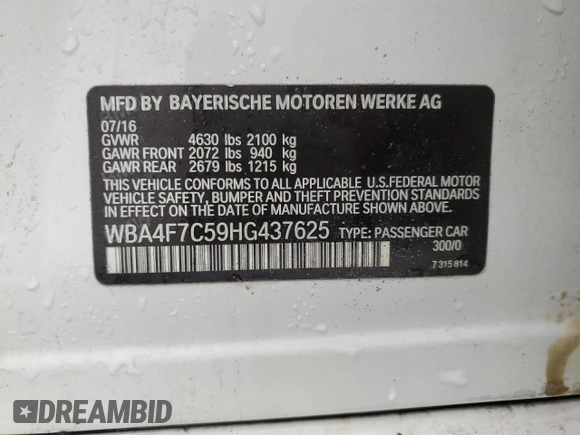 MFD BY BAYERISCHE MOTOREN WERKE AG
07/16
GVWR 4630 lbs 2100 kg
GAWR FRONT 2072 lbs 940 kg
GAWR REAR 2679 lbs 1215 kg
THIS VEHICLE CONFORMS TO ALL APPLICABLE U.S.FEDERAL MOTOR
VEHICLE SAFETY, BUMPER AND THEFT PREVENTION STANDARDS
IN EFFECT ON THE DATE OF MANUFACTURE SHOWN ABOVE.
WBA4F7C59HG437625 TYPE: PASSENGER CAR
300/0
7 315 814
DREAMBID